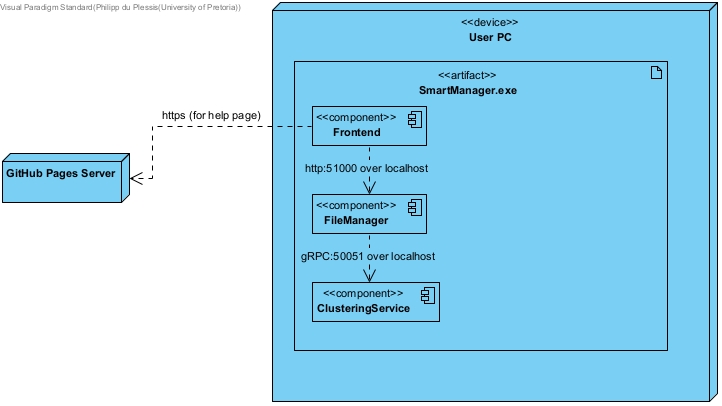 Visual Paradigm Standard(Philipp du Plessis(University of Pretoria))
<<device>>
User PC
<<artifact>>
SmartManager.exe
https (for help page)
<<component>>
Frontend
http:51000 over localhost
GitHub Pages Server
<<component>>
FileManager
gRPC:50051 over localhost
<<component>>
ClusteringService